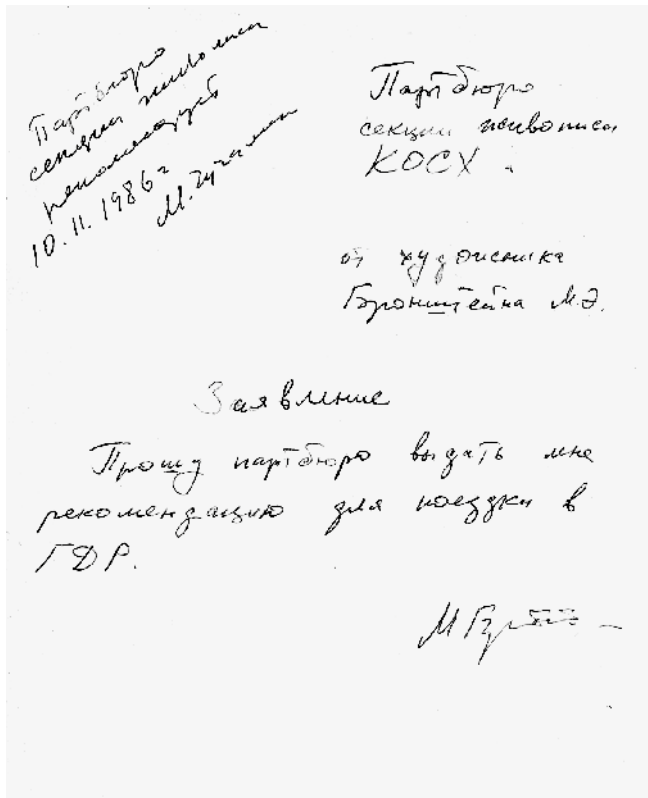 Партбюро
секции живописи
рекомендует
10.11.1986г
М.
Партбюро
секции живописи
КОСХ.
от художника
Бронштейна М.Э.
Заявление
Прошу партбюро выдать мне
рекомендацию для поездки в
ГДР.